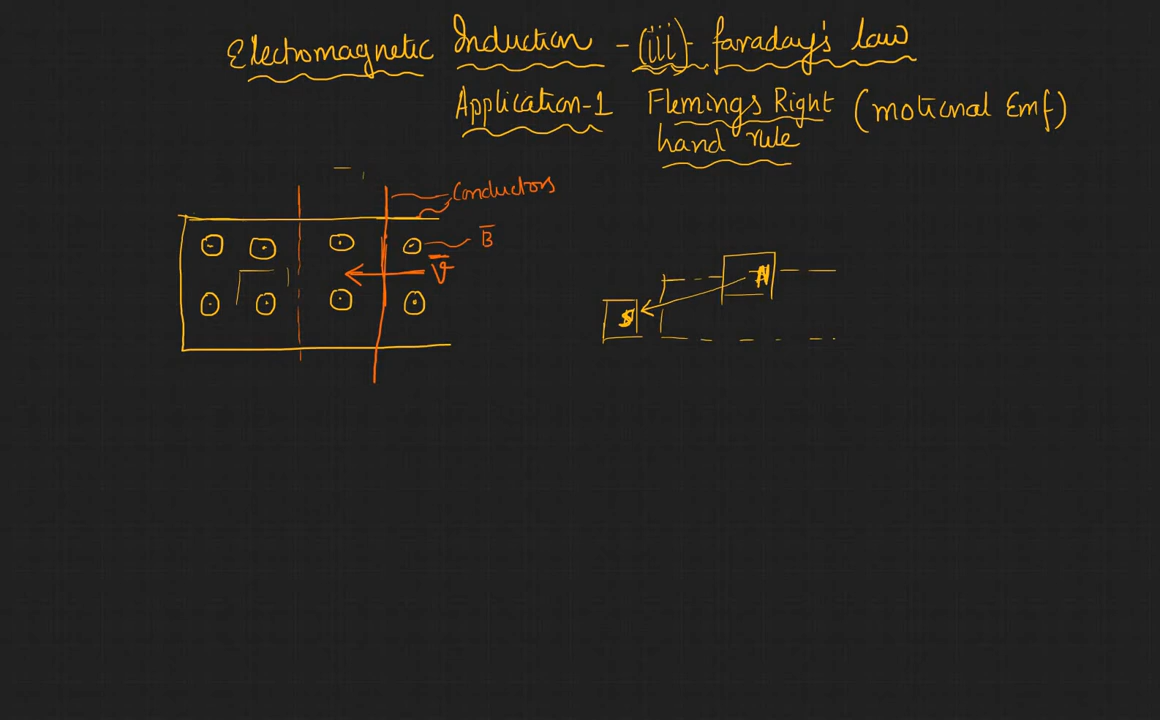 Electromagnetic Induction - (iii) - faraday's law
Application-1 Flemings Right (motional Emf)
hand rule
Conductors
B̅
V̅
N
S